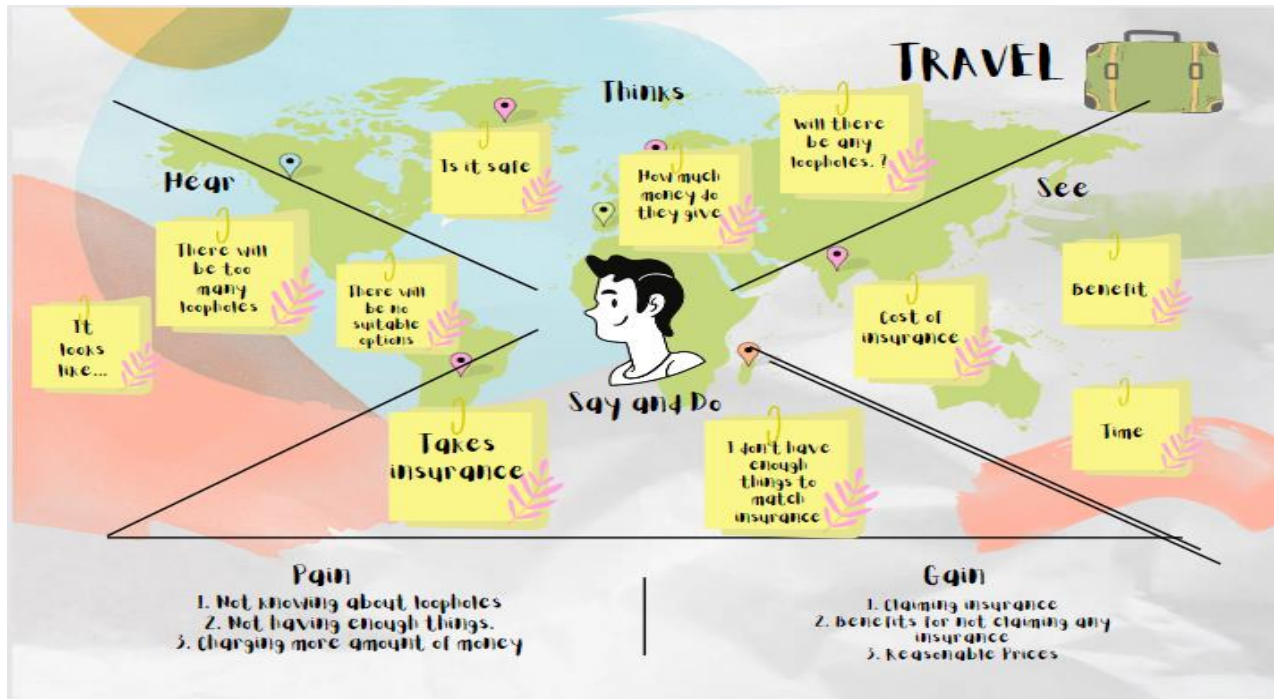 TRAVEL
Thinks
Hear
See
Is it safe
How much
money do
they give
Will there
be any
loopholes. ?
There will
be too
many
loopholes
There will
be no
suitable
options
It
looks
like...
Cost of
insurance
Benefit
Time
Say and Do
Takes
insurance
I don't have
enough
things to
match
insurance
Pain
1. Not knowing about loopholes
2. Not having enough things.
3. Charging more amount of money
Gain
1. Claiming insurance
2. Benefits for not claiming any
insurance
3. Reasonable Prices